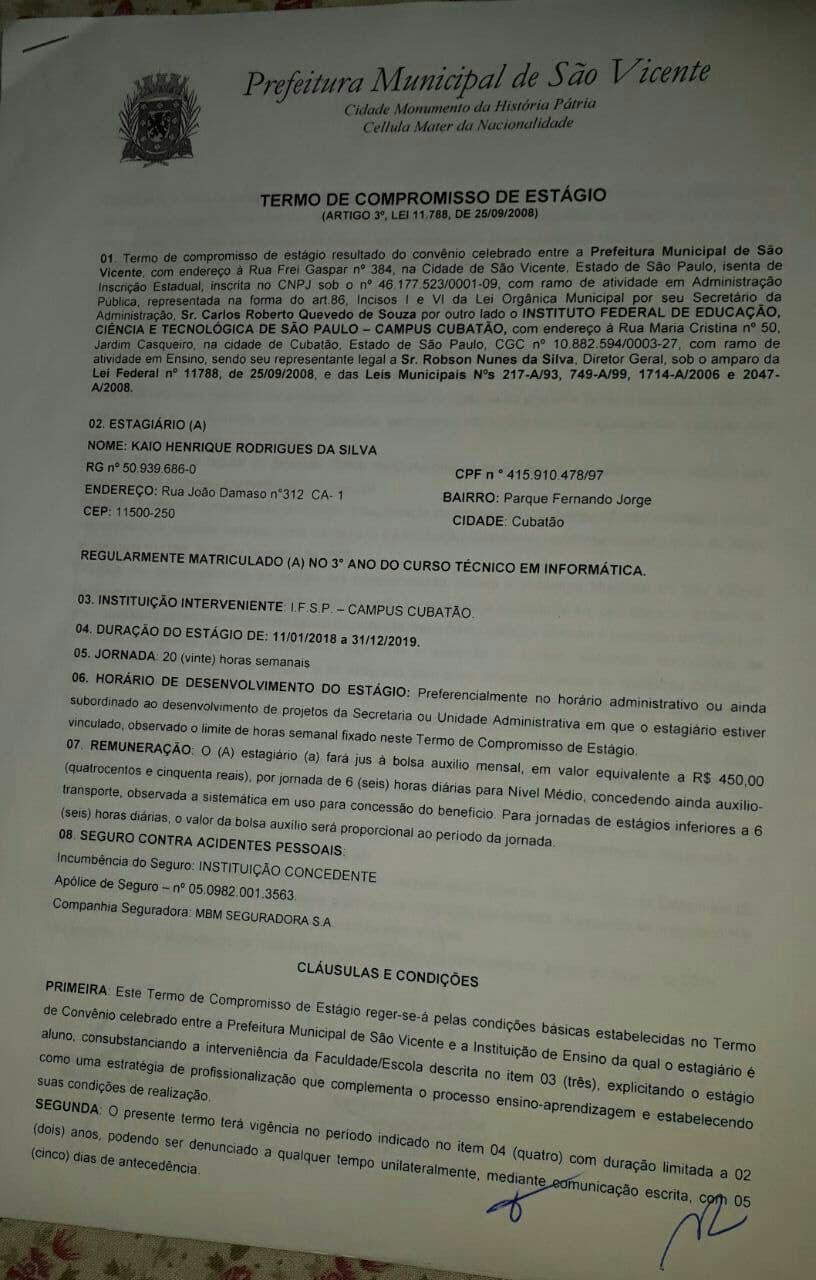 Prefeitura Municipal de São Vicente
Cidade Monumento da História Pátria
Cellula Mater da Nacionalidade
TERMO DE COMPROMISSO DE ESTÁGIO
(ARTIGO 3º, LEI 11.788, DE 25/09/2008)
01. Termo de compromisso de estágio resultado do convênio celebrado entre a Prefeitura Municipal de São
Vicente, com endereço à Rua Frei Gaspar nº 384, na Cidade de São Vicente, Estado de São Paulo, isenta de
Inscrição Estadual, inscrita no CNPJ sob o nº 46.177.523/0001-09, com ramo de atividade em Administração
Pública, representada na forma do art.86, Incisos I e VI da Lei Orgânica Municipal por seu Secretário da
Administração, Sr. Carlos Roberto Quevedo de Souza por outro lado o INSTITUTO FEDERAL DE EDUCAÇÃO,
CIÊNCIA E TECNOLÓGICA DE SÃO PAULO – CAMPUS CUBATÃO, com endereço à Rua Maria Cristina nº 50,
Jardim Casqueiro, na cidade de Cubatão, Estado de São Paulo, CGC nº 10.882.594/0003-27, com ramo de
atividade em Ensino, sendo seu representante legal a Sr. Robson Nunes da Silva, Diretor Geral, sob o amparo da
Lei Federal nº 11788, de 25/09/2008, e das Leis Municipais Nºs 217-A/93, 749-A/99, 1714-A/2006 e 2047-
A/2008.
02. ESTAGIÁRIO (A)
NOME: KAIO HENRIQUE RODRIGUES DA SILVA
RG nº 50.939.686-0 CPF n ° 415.910.478/97
ENDEREÇO: Rua João Damaso n°312 CA- 1 BAIRRO: Parque Fernando Jorge
CEP: 11500-250 CIDADE: Cubatão
REGULARMENTE MATRICULADO (A) NO 3° ANO DO CURSO TÉCNICO EM INFORMÁTICA.
03. INSTITUIÇÃO INTERVENIENTE: I.F.S.P. – CAMPUS CUBATÃO.
04. DURAÇÃO DO ESTÁGIO DE: 11/01/2018 a 31/12/2019.
05. JORNADA: 20 (vinte) horas semanais
06. HORÁRIO DE DESENVOLVIMENTO DO ESTÁGIO: Preferencialmente no horário administrativo ou ainda
subordinado ao desenvolvimento de projetos da Secretaria ou Unidade Administrativa em que o estagiário estiver
vinculado, observado o limite de horas semanal fixado neste Termo de Compromisso de Estágio.
07. REMUNERAÇÃO: O (A) estagiário (a) fará jus à bolsa auxilio mensal, em valor equivalente a R$ 450,00
(quatrocentos e cinquenta reais), por jornada de 6 (seis) horas diárias para Nível Médio, concedendo ainda auxílio-
transporte, observada a sistemática em uso para concessão do beneficio. Para jornadas de estágios inferiores a 6
(seis) horas diárias, o valor da bolsa auxílio será proporcional ao periodo da jornada.
08. SEGURO CONTRA ACIDENTES PESSOAIS:
Incumbência do Seguro: INSTITUIÇÃO CONCEDENTE
Apólice de Seguro – nº 05.0982.001.3563.
Companhia Seguradora: MBM SEGURADORA S.A
CLÁUSULAS E CONDIÇÕES
PRIMEIRA: Este Termo de Compromisso de Estágio reger-se-á pelas condições básicas estabelecidas no Termo
de Convênio celebrado entre a Prefeitura Municipal de São Vicente e a Instituição de Ensino da qual o estagiário é
aluno, consubstanciando a interveniência da Faculdade/Escola descrita no item 03 (três), explicitando o estágio
como uma estratégia de profissionalização que complementa o processo ensino-aprendizagem e estabelecendo
suas condições de realização.
SEGUNDA: O presente termo terá vigência no período indicado no item 04 (quatro) com duração limitada a 02
(dois) anos, podendo ser denunciado a qualquer tempo unilateralmente, mediante comunicação escrita, com 05
(cinco) dias de antecedência.